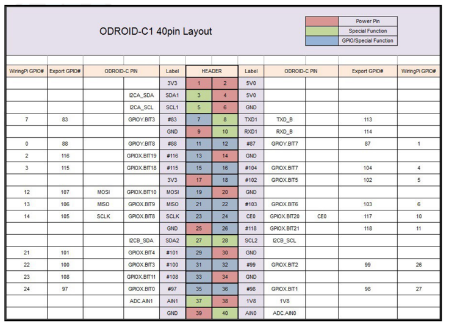 ODROID-C1 40pin Layout
Power Pin
Special Function
GPIO/Special Function
WiringPi GPIO# Export GPIO# ODROID-C PIN Label HEADER Label ODROID-C PIN Export GPIO# WiringPi GPIO#
3V3 1 2 5V0
I2CA_SDA SDA1 3 4 5V0
I2CA_SCL SCL1 5 6 GND
7 83 GPIOY.BIT3 #83 7 8 TXD1 TXD_B 113
GND 9 10 RXD1 RXD_B 114
0 88 GPIOY.BIT8 #88 11 12 #87 GPIOY.BIT7 87 1
2 116 GPIOX.BIT19 #116 13 14 GND
3 115 GPIOX.BIT18 #115 15 16 #104 GPIOX.BIT7 104 4
3V3 17 18 #102 GPIOX.BIT5 102 5
12 107 MOSI GPIOX.BIT10 MOSI 19 20 GND
13 106 MISO GPIOX.BIT9 MISO 21 22 #103 GPIOX.BIT6 103 6
14 105 SCLK GPIOX.BIT8 SCLK 23 24 CE0 GPIOX.BIT20 CE0 117 10
GND 25 26 #118 GPIOX.BIT21 118 11
I2CB_SDA SDA2 27 28 SCL2 I2CB_SCL
21 101 GPIOX.BIT4 #101 29 30 GND
22 100 GPIOX.BIT3 #100 31 32 #99 GPIOX.BIT2 99 26
23 108 GPIOX.BIT11 #108 33 34 GND
24 97 GPIOX.BIT0 #97 35 36 #98 GPIOX.BIT1 98 27
ADC.AIN1 AIN1 37 38 1V8 1V8
GND 39 40 AIN0 ADC.AIN0